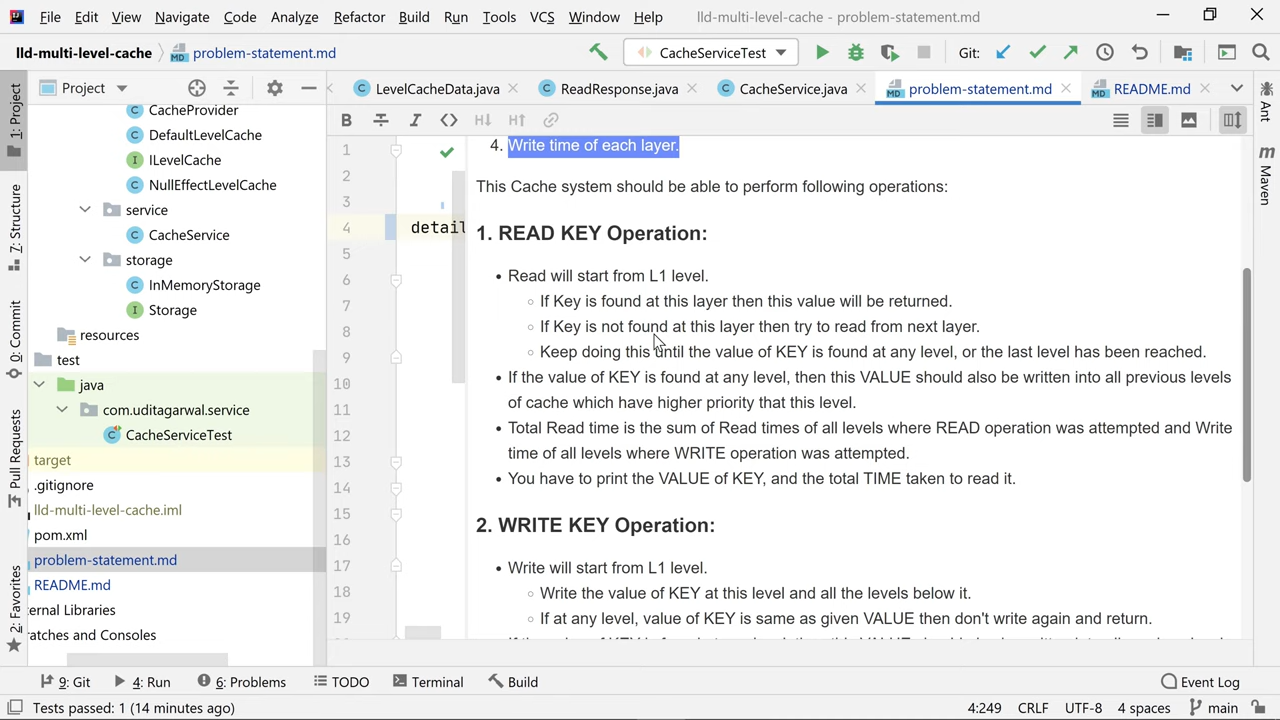 File Edit View Navigate Code Analyze Refactor Build Run Tools VCS Window Help lld-multi-level-cache - problem-statement.md
lld-multi-level-cache problem-statement.md CacheServiceTest Git:
Project
LevelCacheData.java ReadResponse.java CacheService.java problem-statement.md README.md
1: Project
7: Structure
0: Commit
Pull Requests
2: Favorites
CacheProvider
DefaultLevelCache
ILevelCache
NullEffectLevelCache
service
CacheService
storage
InMemoryStorage
Storage
resources
test
java
com.uditagarwal.service
CacheServiceTest
target
.gitignore
lld-multi-level-cache.iml
pom.xml
problem-statement.md
README.md
ernal Libraries
ratches and Consoles
1
2
3
4 detail
5
6
7
8
9
10
11
12
13
14
15
16
17
18
19
4. Write time of each layer.
This Cache system should be able to perform following operations:
1. READ KEY Operation:
• Read will start from L1 level.
◦ If Key is found at this layer then this value will be returned.
◦ If Key is not found at this layer then try to read from next layer.
◦ Keep doing this until the value of KEY is found at any level, or the last level has been reached.
• If the value of KEY is found at any level, then this VALUE should also be written into all previous levels
of cache which have higher priority that this level.
• Total Read time is the sum of Read times of all levels where READ operation was attempted and Write
time of all levels where WRITE operation was attempted.
• You have to print the VALUE of KEY, and the total TIME taken to read it.
2. WRITE KEY Operation:
• Write will start from L1 level.
◦ Write the value of KEY at this level and all the levels below it.
◦ If at any level, value of KEY is same as given VALUE then don't write again and return.
Ant
Maven
9: Git 4: Run 6: Problems TODO Terminal Build Event Log
Tests passed: 1 (14 minutes ago) 4:249 CRLF UTF-8 4 spaces main